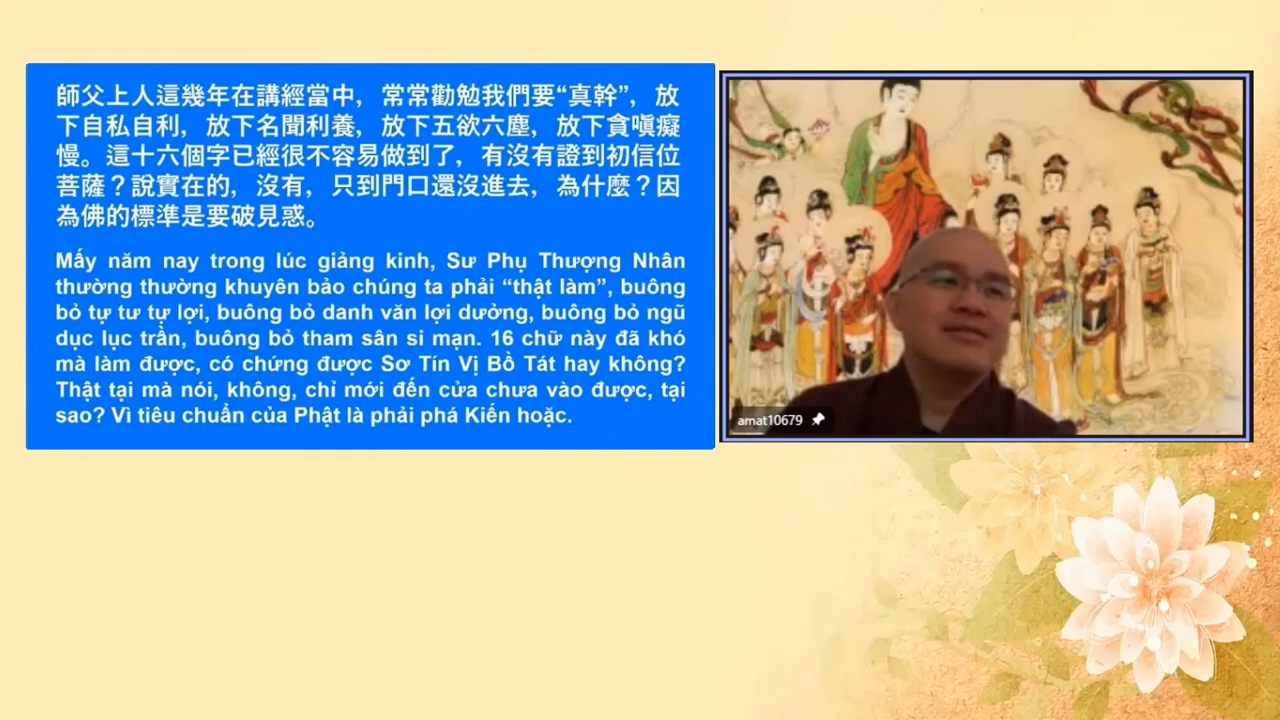 師父上人這幾年在講經當中，常常勸勉我們要“真幹”，放
下自私自利，放下名聞利養，放下五欲六塵，放下貪嗔癡
慢。這十六個字已經很不容易做到了，有沒有證到初信位
菩薩？說實在的，沒有，只到門口還沒進去，為什麼？因
為佛的標準是要破見惑。
Mấy năm nay trong lúc giảng kinh, Sư Phụ Thượng Nhân
thường thường khuyên bảo chúng ta phải “thật làm”, buông
bỏ tự tư tự lợi, buông bỏ danh văn lợi dưỡng, buông bỏ ngũ
dục lục trần, buông bỏ tham sân si mạn. 16 chữ này đã khó
mà làm được, có chứng được Sơ Tín Vị Bồ Tát hay không?
Thật tại mà nói, không, chỉ mới đến cửa chưa vào được, tại
sao? Vì tiêu chuẩn của Phật là phải phá Kiến hoặc.
amat10679